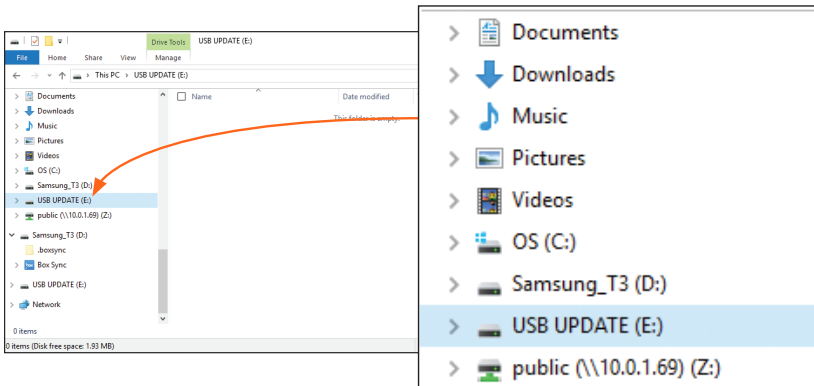 Drive Tools USB UPDATE (E:)
File Home Share View Manage
This PC > USB UPDATE (E:)
Documents
Downloads
Music
Pictures
Videos
OS (C:)
Samsung_T3 (D:)
USB UPDATE (E:)
public (\\10.0.1.69) (Z:)
Samsung_T3 (D:)
.boxsync
Box Sync
USB UPDATE (E:)
Network
Name Date modified
This folder is empty.
0 items
0 items (Disk free space: 1.93 MB)
Documents
Downloads
Music
Pictures
Videos
OS (C:)
Samsung_T3 (D:)
USB UPDATE (E:)
public (\\10.0.1.69) (Z:)